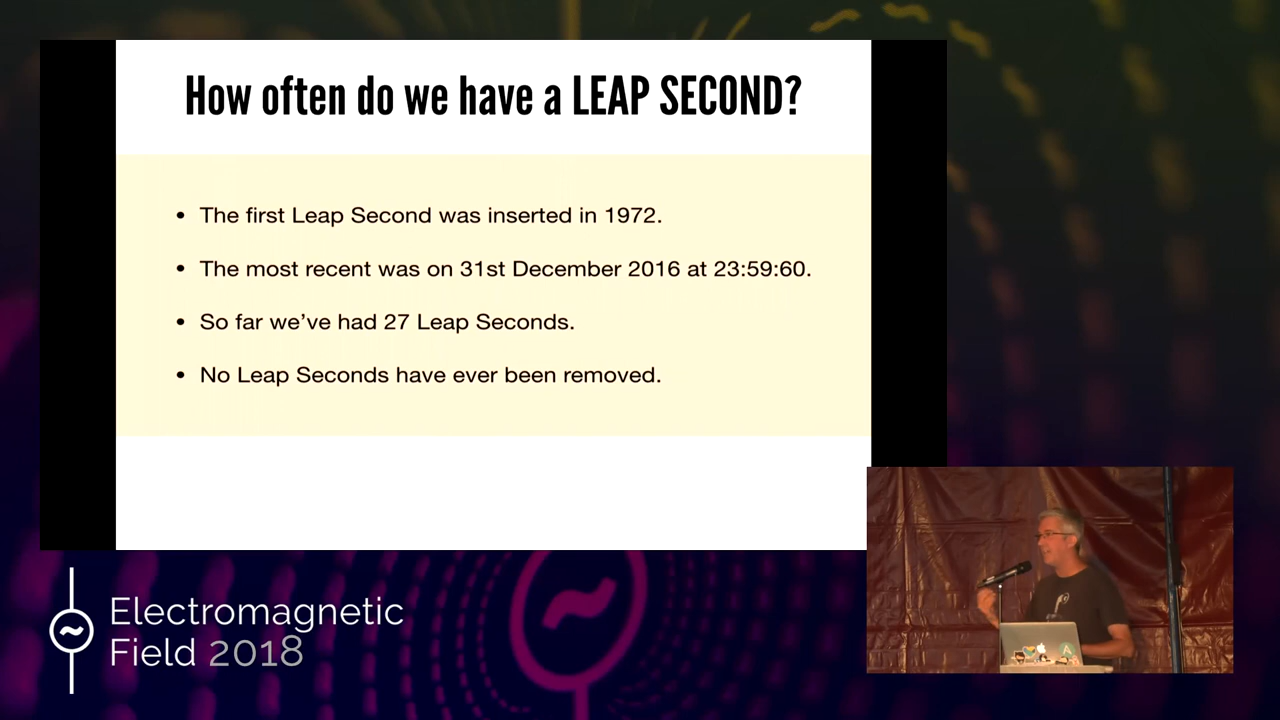 How often do we have a LEAP SECOND?
• The first Leap Second was inserted in 1972.
• The most recent was on 31st December 2016 at 23:59:60.
• So far we’ve had 27 Leap Seconds.
• No Leap Seconds have ever been removed.
Electromagnetic
Field 2018